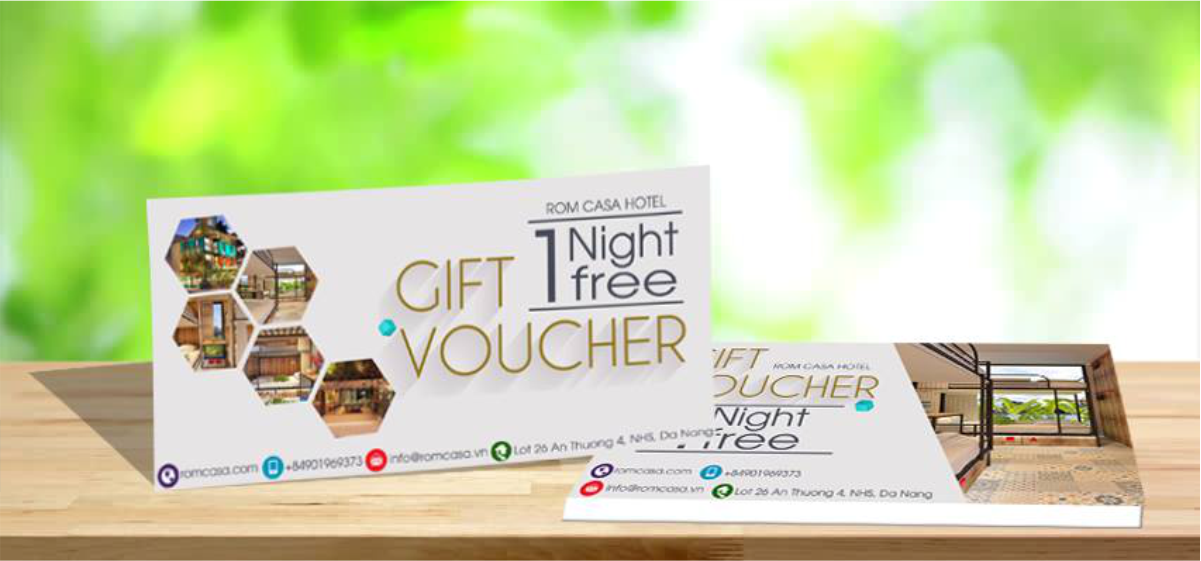 ROM CASA HOTEL
1 Night
free
GIFT
VOUCHER
romcasa.com +84901969373 info@romcasa.vn Lot 26 An Thuong 4, NHS, Da Nang
GIFT
ROM CASA HOTEL
VOUCHER
Night
free
romcasa.com +84901969373
info@romcasa.vn Lot 26 An Thuong 4, NHS, Da Nang